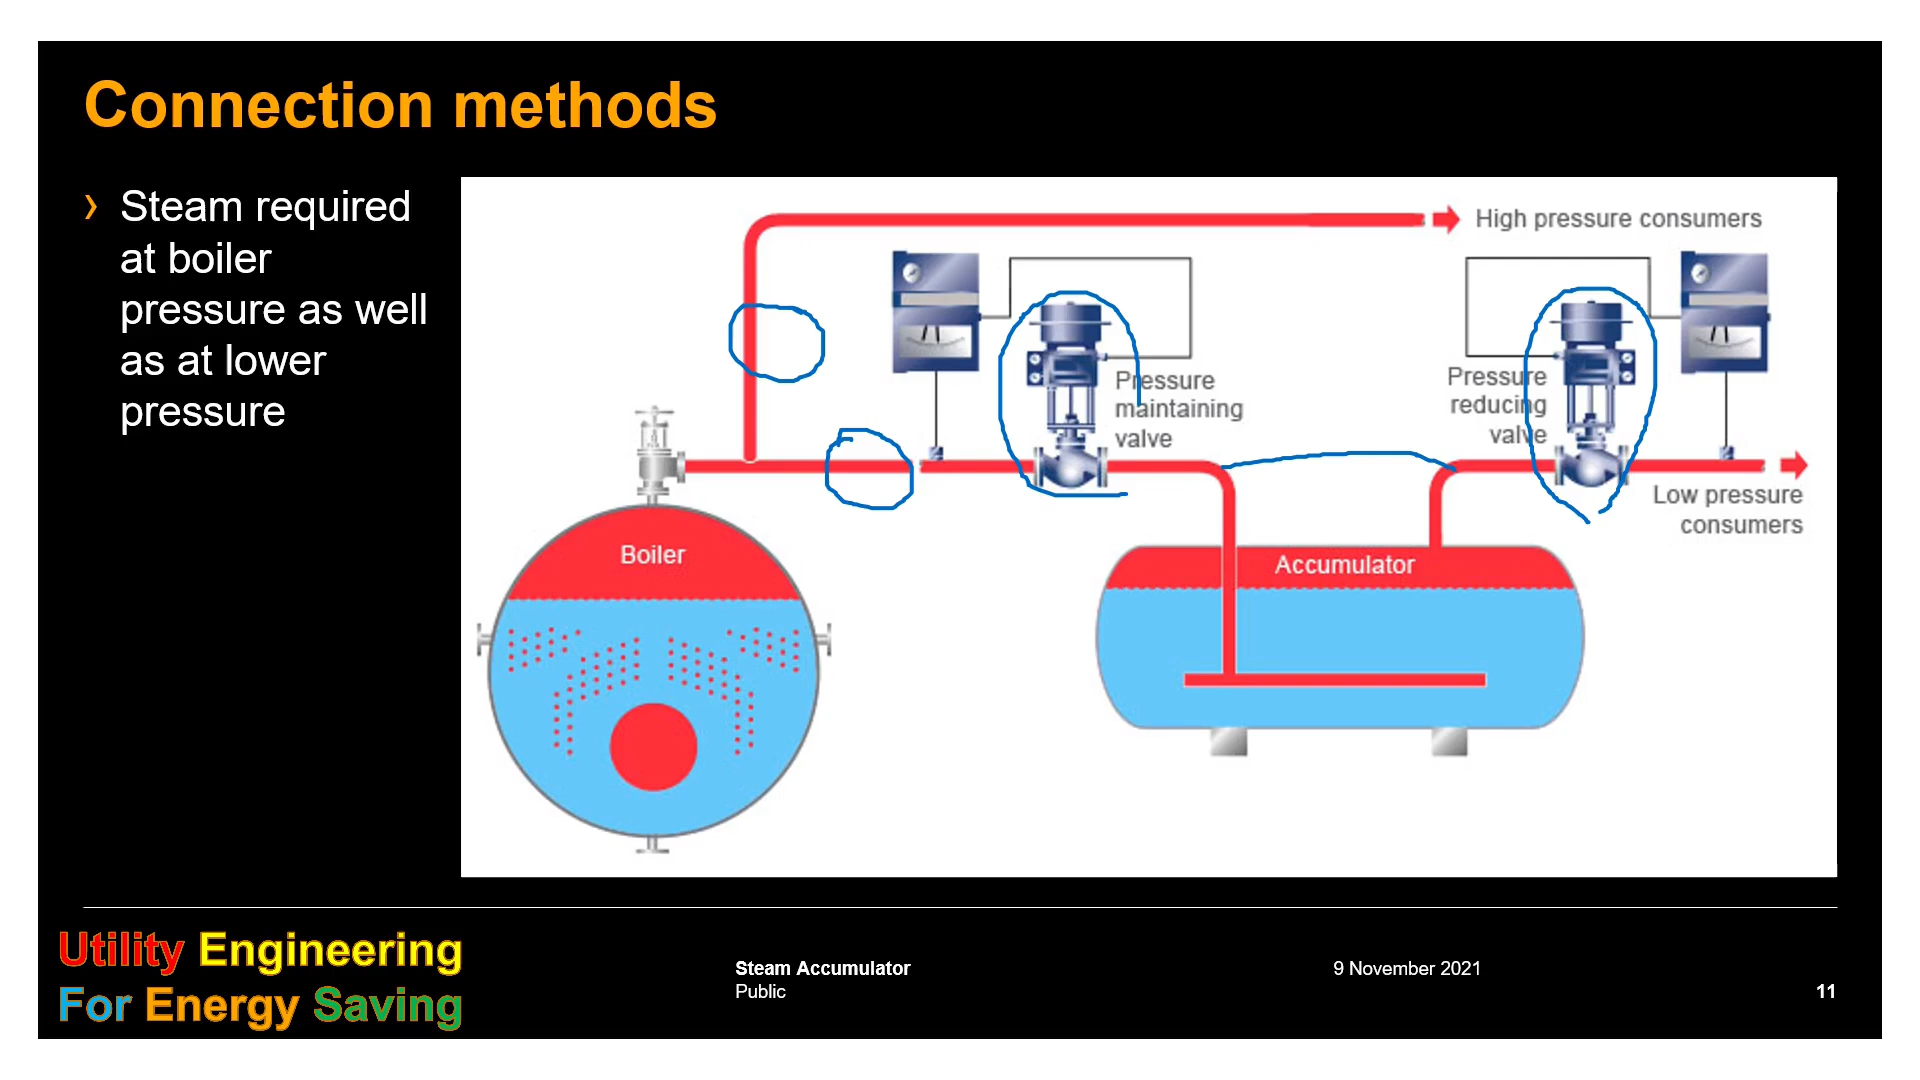 Connection methods
› Steam required
at boiler
pressure as well
as at lower
pressure
High pressure consumers
Pressure
maintaining
valve
Pressure
reducing
valve
Low pressure
consumers
Boiler
Accumulator
Utility Engineering
For Energy Saving
Steam Accumulator
Public
9 November 2021
11